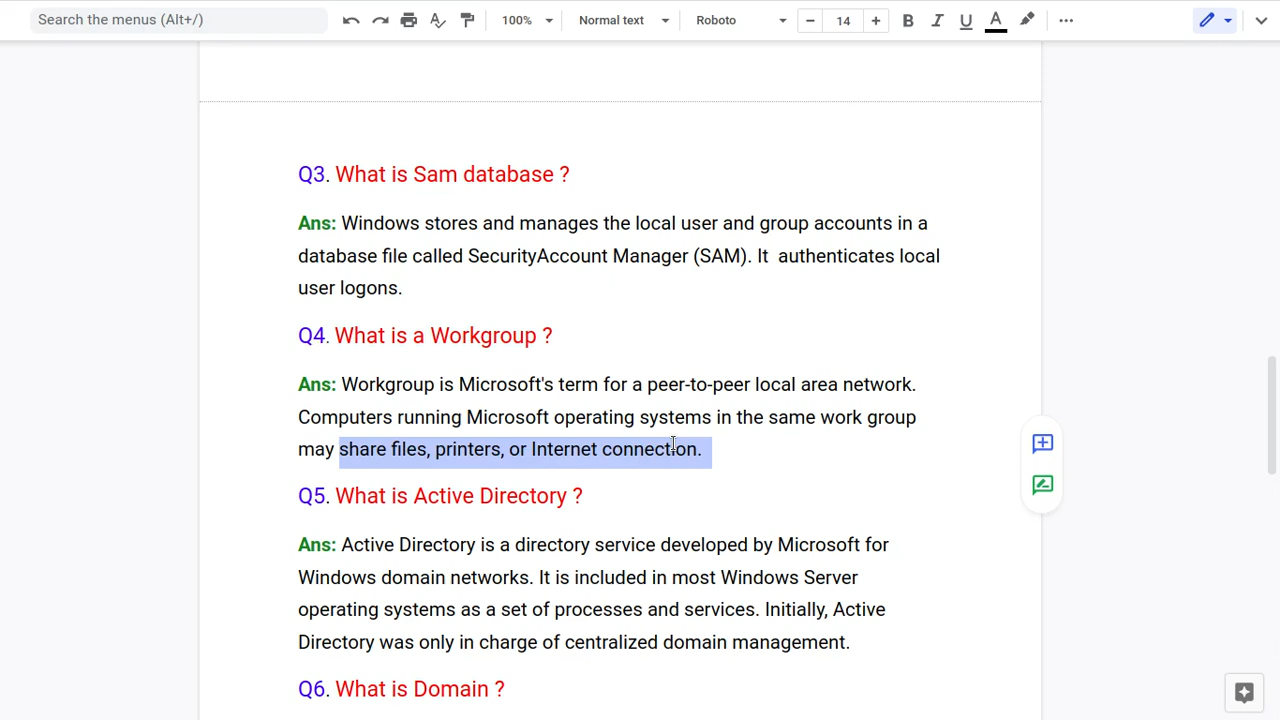 Search the menus (Alt+/) 100% Normal text Roboto – 14 + B I U A
Q3. What is Sam database ?
Ans: Windows stores and manages the local user and group accounts in a
database file called SecurityAccount Manager (SAM). It  authenticates local
user logons.
Q4. What is a Workgroup ?
Ans: Workgroup is Microsoft's term for a peer-to-peer local area network.
Computers running Microsoft operating systems in the same work group
may share files, printers, or Internet connection.
Q5. What is Active Directory ?
Ans: Active Directory is a directory service developed by Microsoft for
Windows domain networks. It is included in most Windows Server
operating systems as a set of processes and services. Initially, Active
Directory was only in charge of centralized domain management.
Q6. What is Domain ?